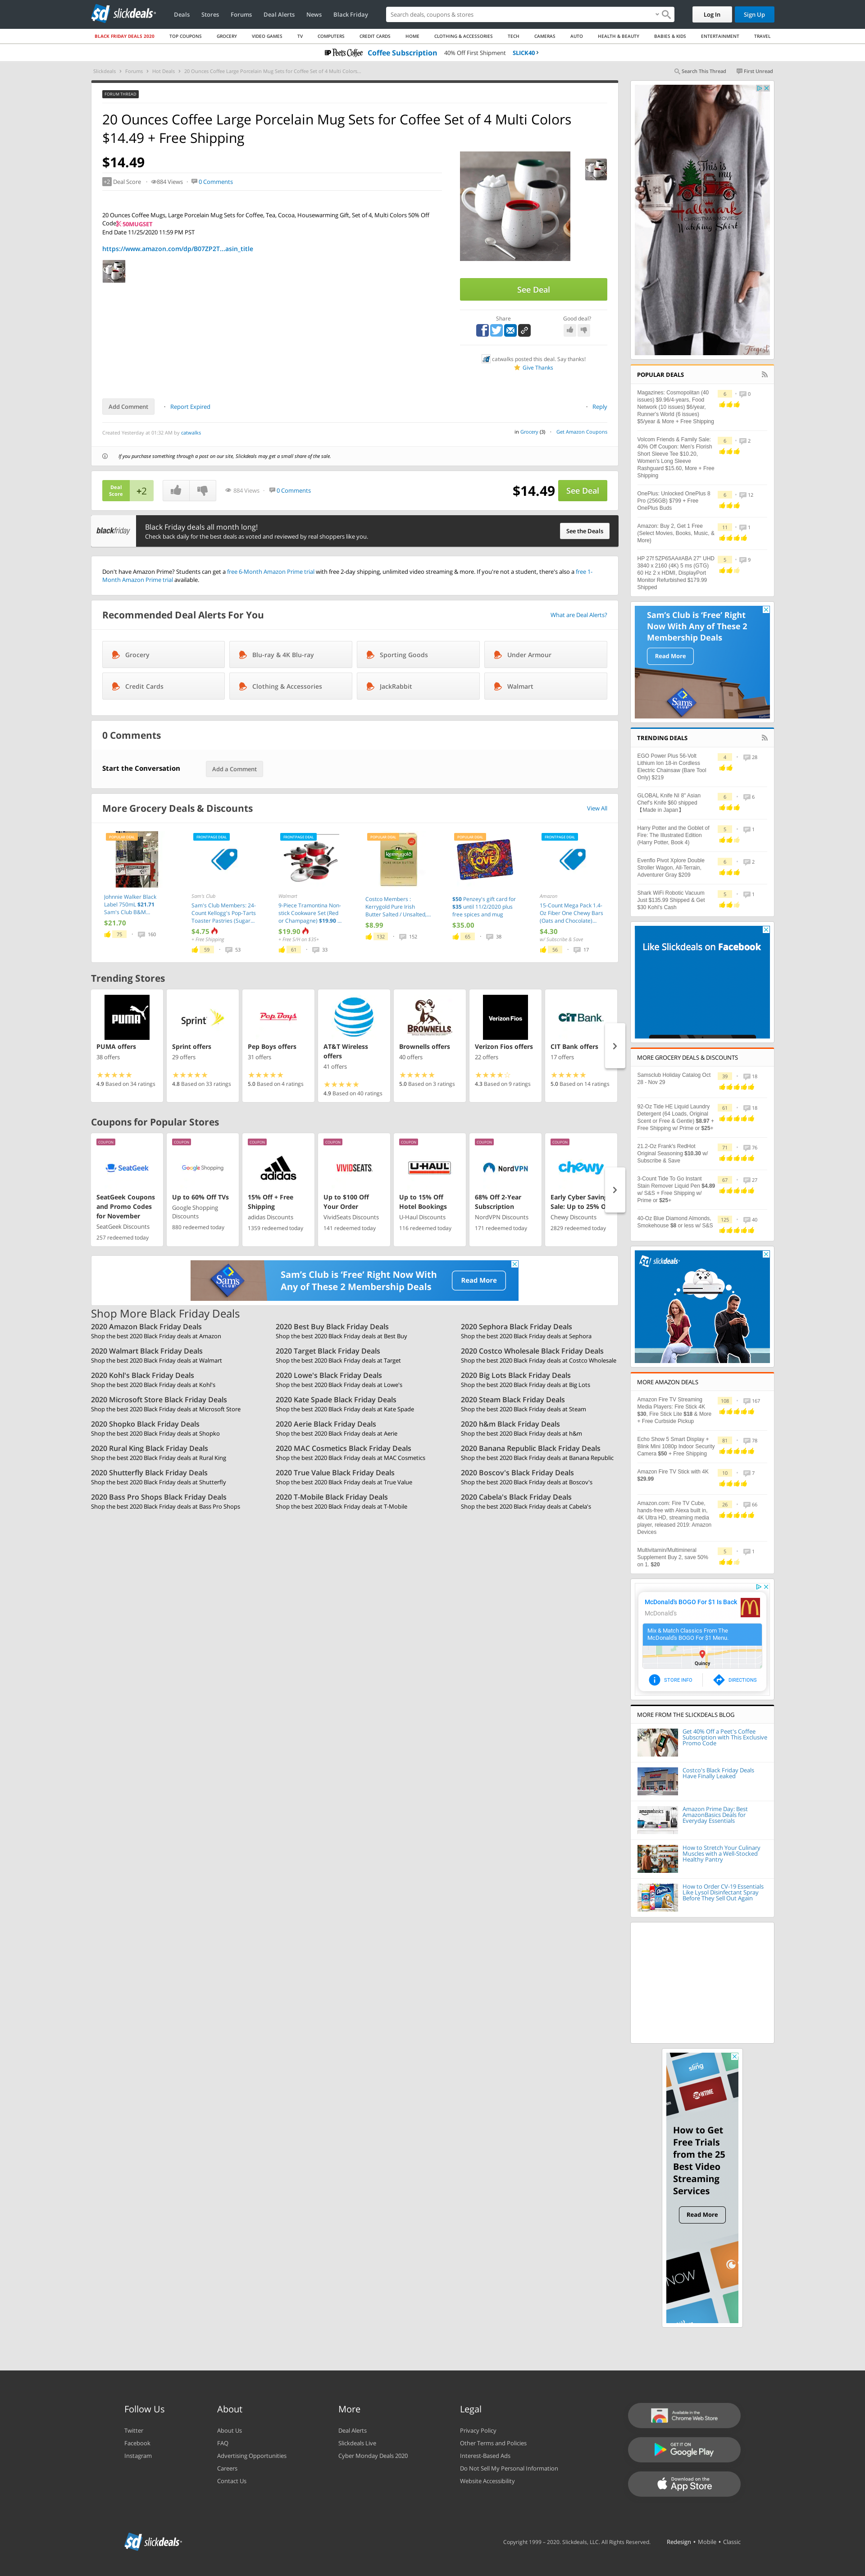 slickdeals
Deals
Stores
Forums
Deal Alerts
News
Black Friday
Search deals, coupons & stores
Log In
Sign Up
BLACK FRIDAY DEALS 2020
TOP COUPONS
GROCERY
VIDEO GAMES
TV
COMPUTERS
CREDIT CARDS
HOME
CLOTHING & ACCESSORIES
TECH
CAMERAS
AUTO
HEALTH & BEAUTY
BABIES & KIDS
ENTERTAINMENT
TRAVEL
Peet's Coffee Coffee Subscription 40% Off First Shipment SLICK40
Slickdeals Forums Hot Deals 20 Ounces Coffee Large Porcelain Mug Sets for Coffee Set of 4 Multi Colors...
Search This Thread
First Unread
FORUM THREAD
20 Ounces Coffee Large Porcelain Mug Sets for Coffee Set of 4 Multi Colors
$14.49 + Free Shipping
$14.49
+2 Deal Score 884 Views 0 Comments
20 Ounces Coffee Mugs, Large Porcelain Mug Sets for Coffee, Tea, Cocoa, Housewarming Gift, Set of 4, Multi Colors 50% Off
Code 50MUGSET
End Date 11/25/2020 11:59 PM PST
https://www.amazon.com/dp/B07ZP2T...asin_title
See Deal
Share
Good deal?
catwalks posted this deal. Say thanks!
Give Thanks
Add Comment
Report Expired
Reply
Created Yesterday at 01:32 AM by catwalks
in Grocery (3)
Get Amazon Coupons
If you purchase something through a post on our site, Slickdeals may get a small share of the sale.
Deal Score +2
884 Views 0 Comments
$14.49 See Deal
blackfriday
Black Friday deals all month long!
Check back daily for the best deals as voted and reviewed by real shoppers like you.
See the Deals
Don't have Amazon Prime? Students can get a free 6-Month Amazon Prime trial with free 2-day shipping, unlimited video streaming & more. If you're not a student, there's also a free 1-
Month Amazon Prime trial available.
Recommended Deal Alerts For You
What are Deal Alerts?
Grocery
Blu-ray & 4K Blu-ray
Sporting Goods
Under Armour
Credit Cards
Clothing & Accessories
JackRabbit
Walmart
0 Comments
Start the Conversation
Add a Comment
More Grocery Deals & Discounts
View All
POPULAR DEAL
Johnnie Walker Black
Label 750mL $21.71
Sam's Club B&M...
$21.70
75 160
FRONTPAGE DEAL
Sam's Club
Sam's Club Members: 24-
Count Kellogg's Pop-Tarts
Toaster Pastries (Sugar...
$4.75
+ Free Shipping
59 53
FRONTPAGE DEAL
Walmart
9-Piece Tramontina Non-
stick Cookware Set (Red
or Champagne) $19.90 ...
$19.90
+ Free S/H on $35+
61 33
POPULAR DEAL
Costco Members :
Kerrygold Pure Irish
Butter Salted / Unsalted,...
$8.99
132 152
POPULAR DEAL
$50 Penzey's gift card for
$35 until 11/2/2020 plus
free spices and mug
$35.00
65 38
FRONTPAGE DEAL
Amazon
15-Count Mega Pack 1.4-
Oz Fiber One Chewy Bars
(Oats and Chocolate)...
$4.30
w/ Subscribe & Save
56 17
Trending Stores
PUMA
PUMA offers
38 offers
4.9 Based on 34 ratings
Sprint
Sprint offers
29 offers
4.8 Based on 33 ratings
Pep Boys
Pep Boys offers
31 offers
5.0 Based on 4 ratings
AT&T Wireless
offers
41 offers
4.9 Based on 40 ratings
BROWNELLS
Brownells offers
40 offers
5.0 Based on 3 ratings
Verizon Fios
Verizon Fios offers
22 offers
4.3 Based on 9 ratings
CIT Bank
CIT Bank offers
17 offers
5.0 Based on 14 ratings
Coupons for Popular Stores
COUPON
SeatGeek
SeatGeek Coupons
and Promo Codes
for November
SeatGeek Discounts
257 redeemed today
COUPON
Google Shopping
Up to 60% Off TVs
Google Shopping
Discounts
880 redeemed today
COUPON
adidas
15% Off + Free
Shipping
adidas Discounts
1359 redeemed today
COUPON
VIVIDSEATS
Up to $100 Off
Your Order
VividSeats Discounts
141 redeemed today
COUPON
U-HAUL
Up to 15% Off
Hotel Bookings
U-Haul Discounts
116 redeemed today
COUPON
NordVPN
68% Off 2-Year
Subscription
NordVPN Discounts
171 redeemed today
COUPON
chewy
Early Cyber Saving
Sale: Up to 25% O
Chewy Discounts
2829 redeemed today
Sam's Club
Sam's Club is 'Free' Right Now With
Any of These 2 Membership Deals
Read More
Shop More Black Friday Deals
2020 Amazon Black Friday Deals
Shop the best 2020 Black Friday deals at Amazon
2020 Best Buy Black Friday Deals
Shop the best 2020 Black Friday deals at Best Buy
2020 Sephora Black Friday Deals
Shop the best 2020 Black Friday deals at Sephora
2020 Walmart Black Friday Deals
Shop the best 2020 Black Friday deals at Walmart
2020 Target Black Friday Deals
Shop the best 2020 Black Friday deals at Target
2020 Costco Wholesale Black Friday Deals
Shop the best 2020 Black Friday deals at Costco Wholesale
2020 Kohl's Black Friday Deals
Shop the best 2020 Black Friday deals at Kohl's
2020 Lowe's Black Friday Deals
Shop the best 2020 Black Friday deals at Lowe's
2020 Big Lots Black Friday Deals
Shop the best 2020 Black Friday deals at Big Lots
2020 Microsoft Store Black Friday Deals
Shop the best 2020 Black Friday deals at Microsoft Store
2020 Kate Spade Black Friday Deals
Shop the best 2020 Black Friday deals at Kate Spade
2020 Steam Black Friday Deals
Shop the best 2020 Black Friday deals at Steam
2020 Shopko Black Friday Deals
Shop the best 2020 Black Friday deals at Shopko
2020 Aerie Black Friday Deals
Shop the best 2020 Black Friday deals at Aerie
2020 h&m Black Friday Deals
Shop the best 2020 Black Friday deals at h&m
2020 Rural King Black Friday Deals
Shop the best 2020 Black Friday deals at Rural King
2020 MAC Cosmetics Black Friday Deals
Shop the best 2020 Black Friday deals at MAC Cosmetics
2020 Banana Republic Black Friday Deals
Shop the best 2020 Black Friday deals at Banana Republic
2020 Shutterfly Black Friday Deals
Shop the best 2020 Black Friday deals at Shutterfly
2020 True Value Black Friday Deals
Shop the best 2020 Black Friday deals at True Value
2020 Boscov's Black Friday Deals
Shop the best 2020 Black Friday deals at Boscov's
2020 Bass Pro Shops Black Friday Deals
Shop the best 2020 Black Friday deals at Bass Pro Shops
2020 T-Mobile Black Friday Deals
Shop the best 2020 Black Friday deals at T-Mobile
2020 Cabela's Black Friday Deals
Shop the best 2020 Black Friday deals at Cabela's
This is my
Hallmark
WATCHING Shirt
POPULAR DEALS
Magazines: Cosmopolitan (40
issues) $9.96/4-years, Food
Network (10 issues) $6/year,
Runner's World (6 issues)
$5/year & More + Free Shipping
8 0
Volcom Friends & Family Sale:
40% Off Coupon: Men's Florish
Short Sleeve Tee $10.20,
Women's Long Sleeve
Rashguard $15.60, More + Free
Shipping
6 2
OnePlus: Unlocked OnePlus 8
Pro (256GB) $799 + Free
OnePlus Buds
6 12
Amazon: Buy 2, Get 1 Free
(Select Movies, Books, Music, &
More)
11 1
HP 27f 5ZP65AA#ABA 27" UHD
3840 x 2160 (4K) 5 ms (GTG)
60 Hz 2 x HDMI, DisplayPort
Monitor Refurbished $179.99
Shipped
5 9
Sam's Club is 'Free' Right
Now With Any of These 2
Membership Deals
Read More
Sam's Club
TRENDING DEALS
EGO Power Plus 56-Volt
Lithium Ion 18-in Cordless
Electric Chainsaw (Bare Tool
Only) $219
4 28
GLOBAL Knife NI 8" Asian
Chef's Knife $60 shipped
【Made in Japan】
6 6
Harry Potter and the Goblet of
Fire: The Illustrated Edition
(Harry Potter, Book 4)
5 1
Evenflo Pivot Xplore Double
Stroller Wagon, All-Terrain,
Adventurer Gray $209
6 2
Shark WiFi Robotic Vacuum
Just $135.99 Shipped & Get
$30 Kohl's Cash
5 1
Like Slickdeals on Facebook
MORE GROCERY DEALS & DISCOUNTS
Samsclub Holiday Catalog Oct
28 - Nov 29
39 18
92-Oz Tide HE Liquid Laundry
Detergent (64 Loads, Original
Scent or Free & Gentle) $8.97 +
Free Shipping w/ Prime or $25+
61 18
21.2-Oz Frank's RedHot
Original Seasoning $10.30 w/
Subscribe & Save
71 76
3-Count Tide To Go Instant
Stain Remover Liquid Pen $4.89
w/ S&S + Free Shipping w/
Prime or $25+
67 27
40-Oz Blue Diamond Almonds,
Smokehouse $8 or less w/ S&S
125 40
slickdeals
MORE AMAZON DEALS
Amazon Fire TV Streaming
Media Players: Fire Stick 4K
$30, Fire Stick Lite $18 & More
+ Free Curbside Pickup
108 167
Echo Show 5 Smart Display +
Blink Mini 1080p Indoor Security
Camera $50 + Free Shipping
81 79
Amazon Fire TV Stick with 4K
$29.99
10 7
Amazon.com: Fire TV Cube,
hands-free with Alexa built in,
4K Ultra HD, streaming media
player, released 2019: Amazon
Devices
26 66
Multivitamin/Multimineral
Supplement Buy 2, save 50%
on 1. $20
5 1
McDonald's BOGO For $1 Is Back
McDonald's
Mix & Match Classics From The
McDonald's BOGO For $1 Menu.
Quincy
STORE INFO
DIRECTIONS
MORE FROM THE SLICKDEALS BLOG
Get 40% Off a Peet's Coffee
Subscription with This Exclusive
Promo Code
Costco's Black Friday Deals
Have Finally Leaked
Amazon Prime Day: Best
AmazonBasics Deals for
Everyday Essentials
How to Stretch Your Culinary
Muscles with a Well-Stocked
Healthy Pantry
How to Order CV-19 Essentials
Like Lysol Disinfectant Spray
Before They Sell Out Again
sling
SHOWTIME
How to Get
Free Trials
from the 25
Best Video
Streaming
Services
Read More
NOW
Follow Us
Twitter
Facebook
Instagram
About
About Us
FAQ
Advertising Opportunities
Careers
Contact Us
More
Deal Alerts
Slickdeals Live
Cyber Monday Deals 2020
Legal
Privacy Policy
Other Terms and Policies
Interest-Based Ads
Do Not Sell My Personal Information
Website Accessibility
Available in the
Chrome Web Store
GET IT ON
Google Play
Download on the
App Store
slickdeals
Copyright 1999 – 2020. Slickdeals, LLC. All Rights Reserved.
Redesign • Mobile • Classic